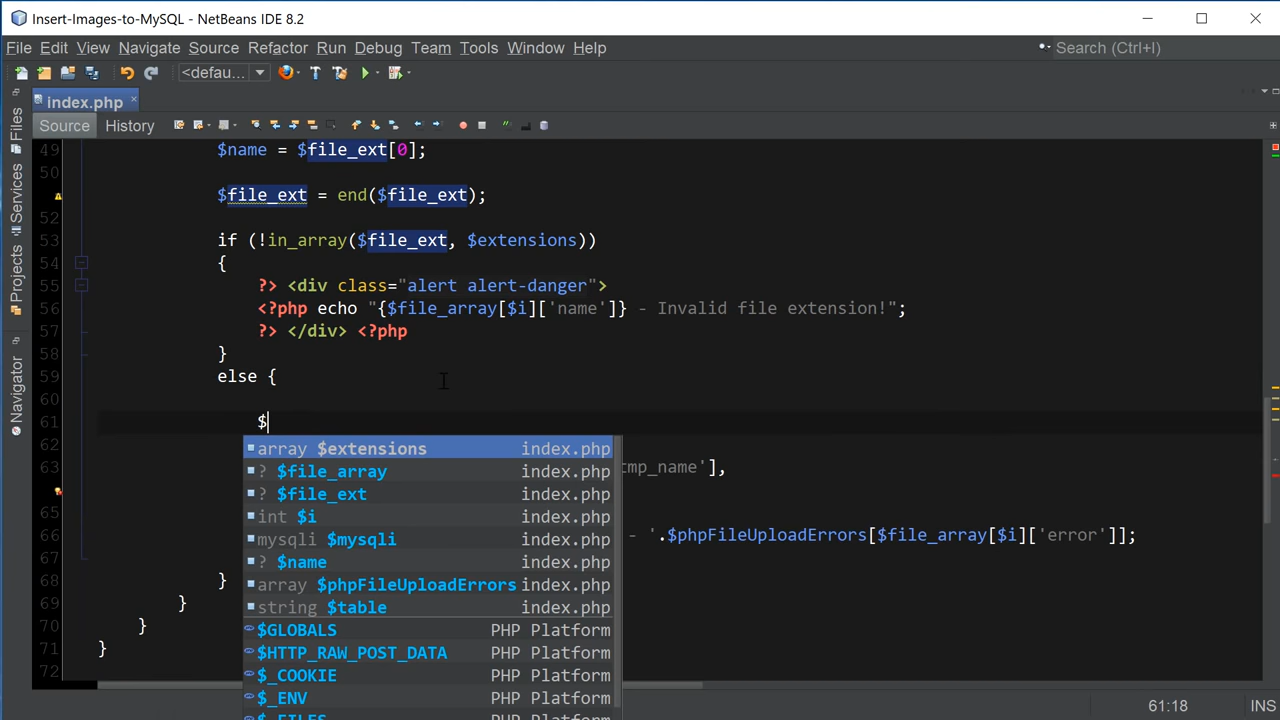 Insert-Images-to-MySQL - NetBeans IDE 8.2
File Edit View Navigate Source Refactor Run Debug Team Tools Window Help
Search (Ctrl+I)
<defau...
index.php
Source History
Files
Services
Projects
Navigator
49 $name = $file_ext[0];
50
$file_ext = end($file_ext);
52
53 if (!in_array($file_ext, $extensions))
54 {
55 ?> <div class="alert alert-danger">
56 <?php echo "{$file_array[$i]['name']} - Invalid file extension!";
57 ?> </div> <?php
58 }
59 else {
60
61 $
62 array $extensions index.php
63 ? $file_array index.php tmp_name'],
? $file_ext index.php
65 int $i index.php
66 mysqli $mysqli index.php - '.$phpFileUploadErrors[$file_array[$i]['error']];
? $name index.php
68 } array $phpFileUploadErrors index.php
69 } string $table index.php
70 } $GLOBALS PHP Platform
71 } $HTTP_RAW_POST_DATA PHP Platform
72 $_COOKIE PHP Platform
$_ENV PHP Platform
$_FILES PHP Platform
61:18 INS